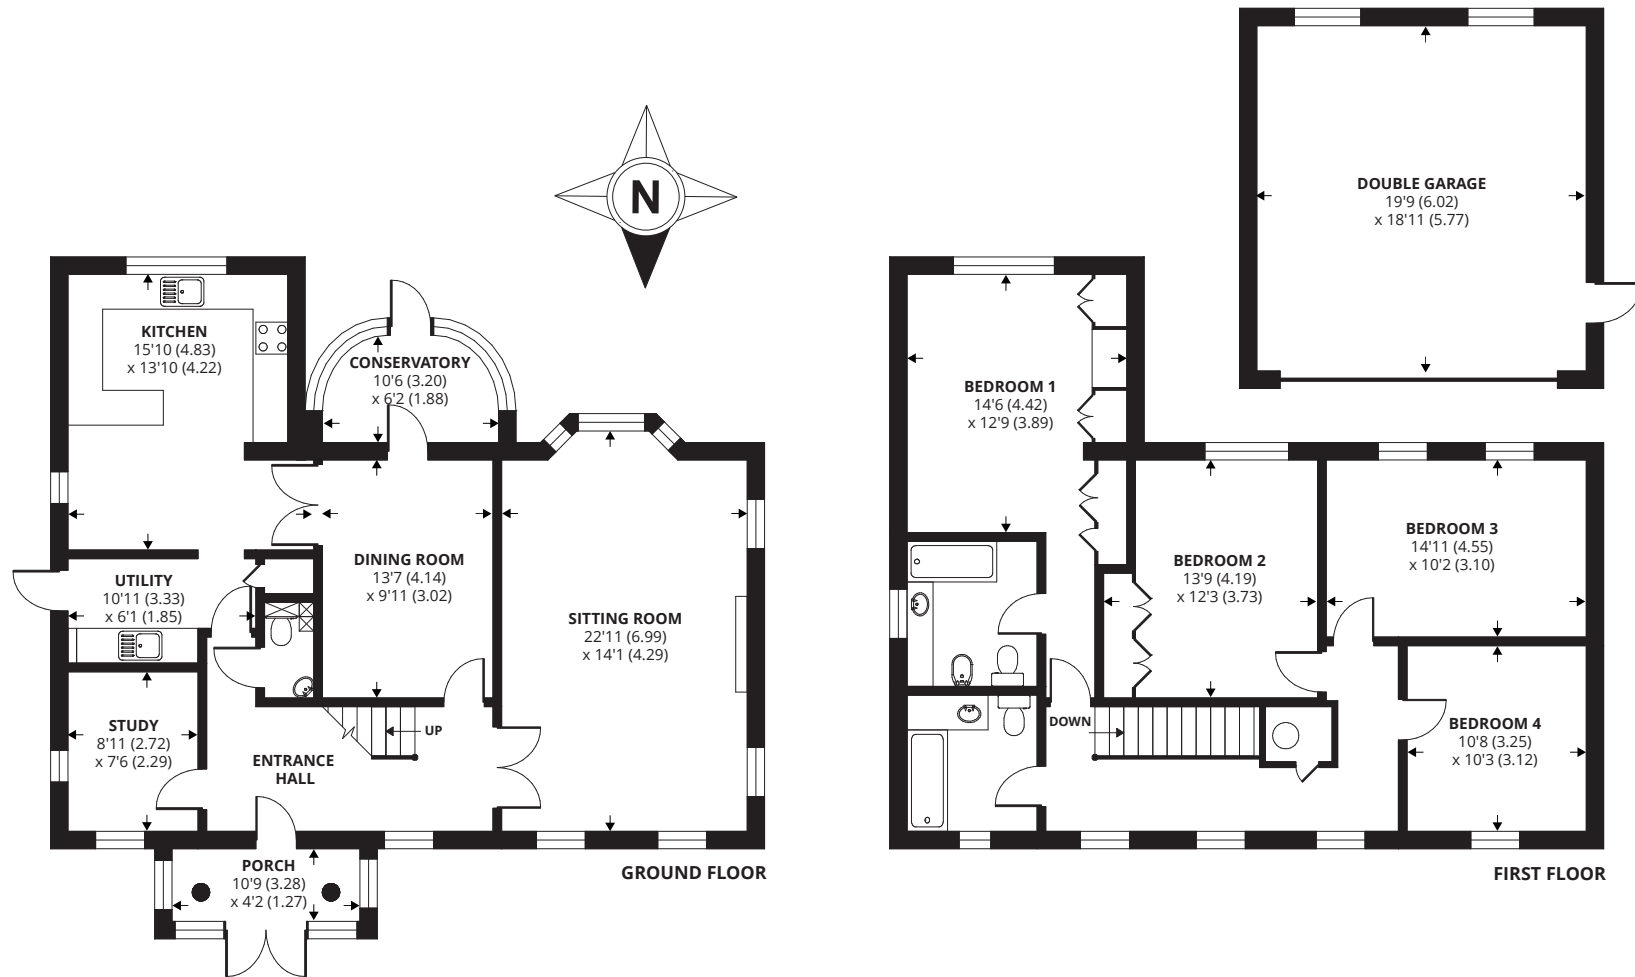 N
KITCHEN
15'10 (4.83)
x 13'10 (4.22)
CONSERVATORY
10'6 (3.20)
x 6'2 (1.88)
UTILITY
10'11 (3.33)
x 6'1 (1.85)
DINING ROOM
13'7 (4.14)
x 9'11 (3.02)
SITTING ROOM
22'11 (6.99)
x 14'1 (4.29)
STUDY
8'11 (2.72)
x 7'6 (2.29)
UP
ENTRANCE
HALL
PORCH
10'9 (3.28)
x 4'2 (1.27)
GROUND FLOOR
DOUBLE GARAGE
19'9 (6.02)
x 18'11 (5.77)
BEDROOM 1
14'6 (4.42)
x 12'9 (3.89)
BEDROOM 2
13'9 (4.19)
x 12'3 (3.73)
BEDROOM 3
14'11 (4.55)
x 10'2 (3.10)
DOWN
BEDROOM 4
10'8 (3.25)
x 10'3 (3.12)
FIRST FLOOR